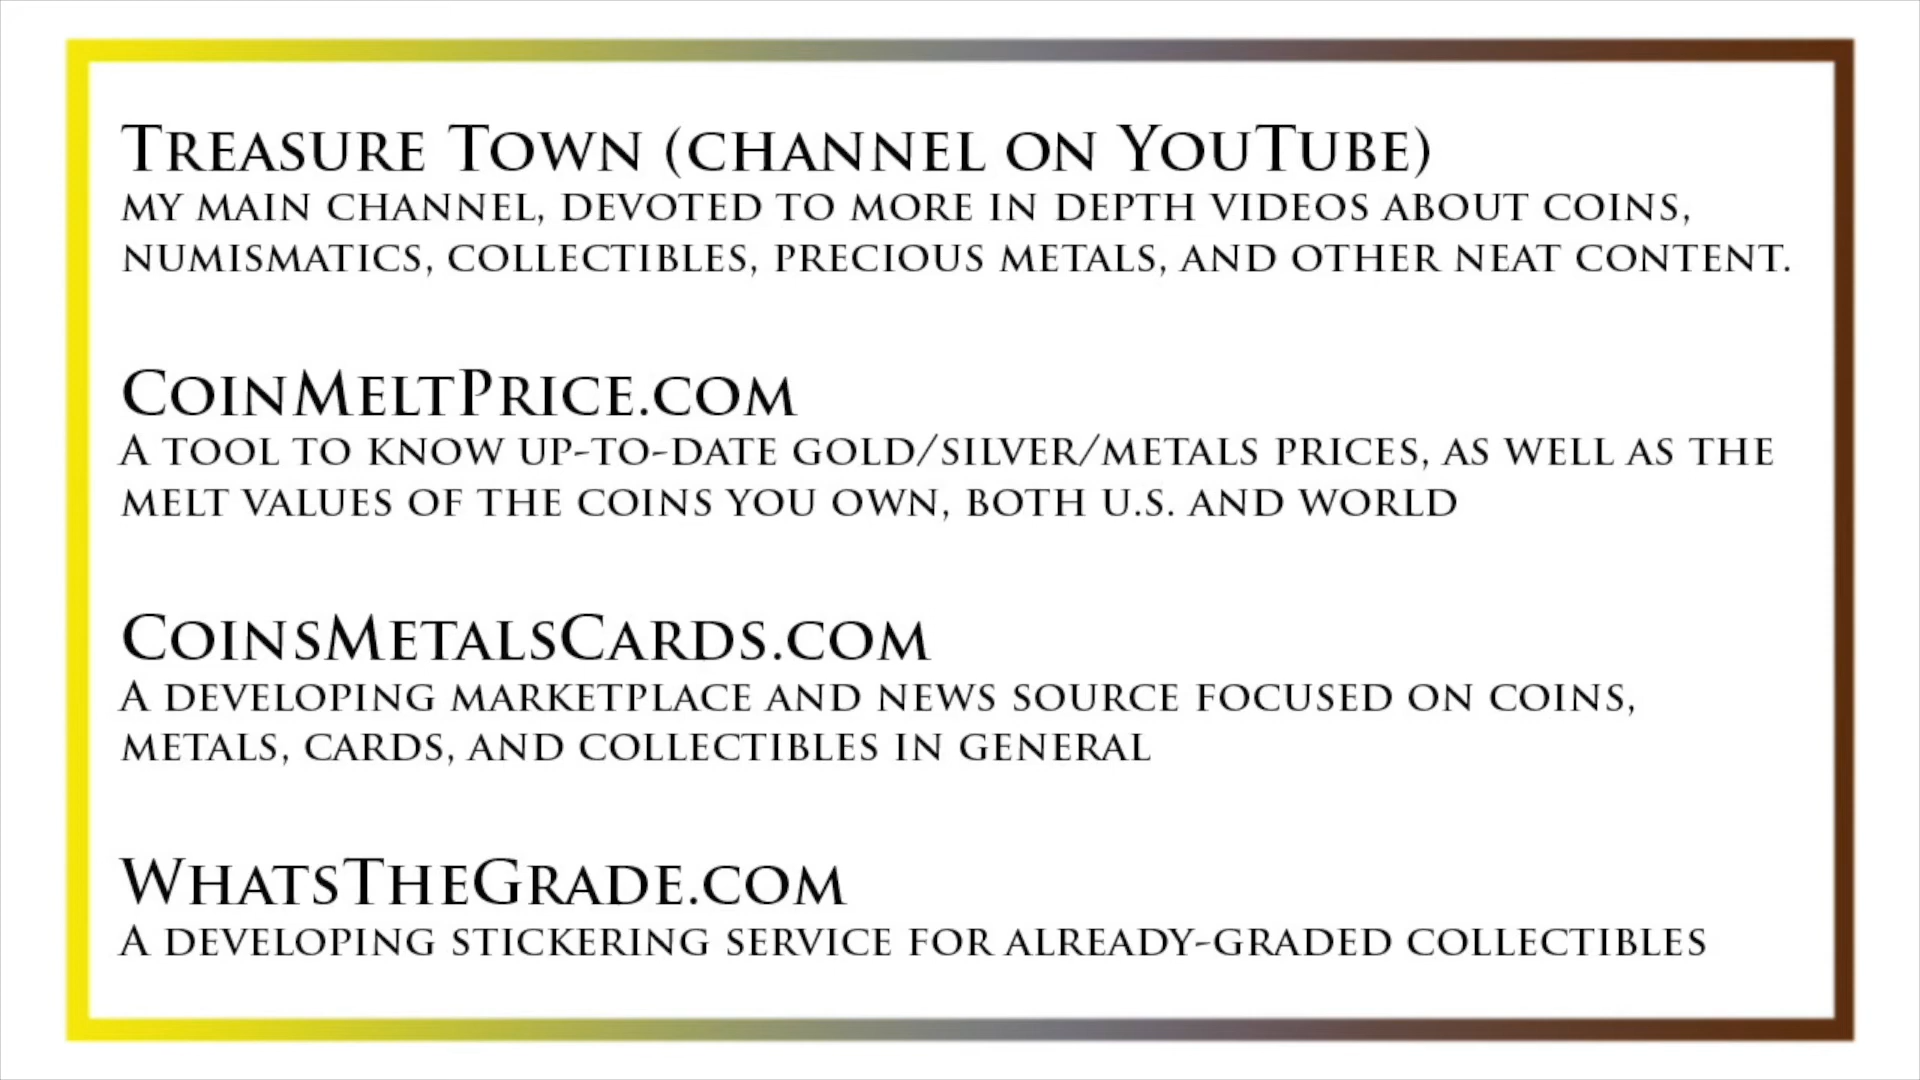 Treasure Town (channel on YouTube)
my main channel, devoted to more in depth videos about coins,
numismatics, collectibles, precious metals, and other neat content.
CoinMeltPrice.com
A tool to know up-to-date gold/silver/metals prices, as well as the
melt values of the coins you own, both U.S. and world
CoinsMetalsCards.com
A developing marketplace and news source focused on coins,
metals, cards, and collectibles in general
WhatsTheGrade.com
A developing stickering service for already-graded collectibles